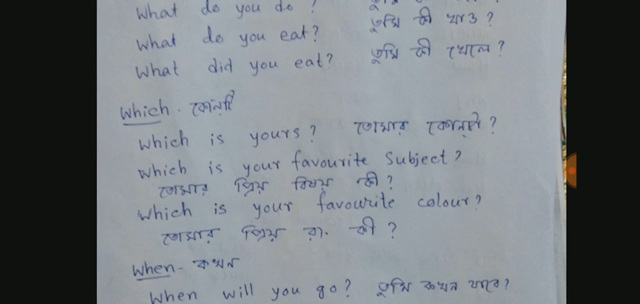 What do you do ?
What do you eat? তুমি কী খাও ?
What did you eat? তুমি কী খেলে ?
Which - কোনটি
Which is yours ? তোমার কোনটা ?
Which is your favourite Subject ?
তোমার প্রিয় বিষয় কী ?
Which is your favourite colour?
তোমার প্রিয় রং কী ?
When - কখন
When will you go? তুমি কখন যাবে?